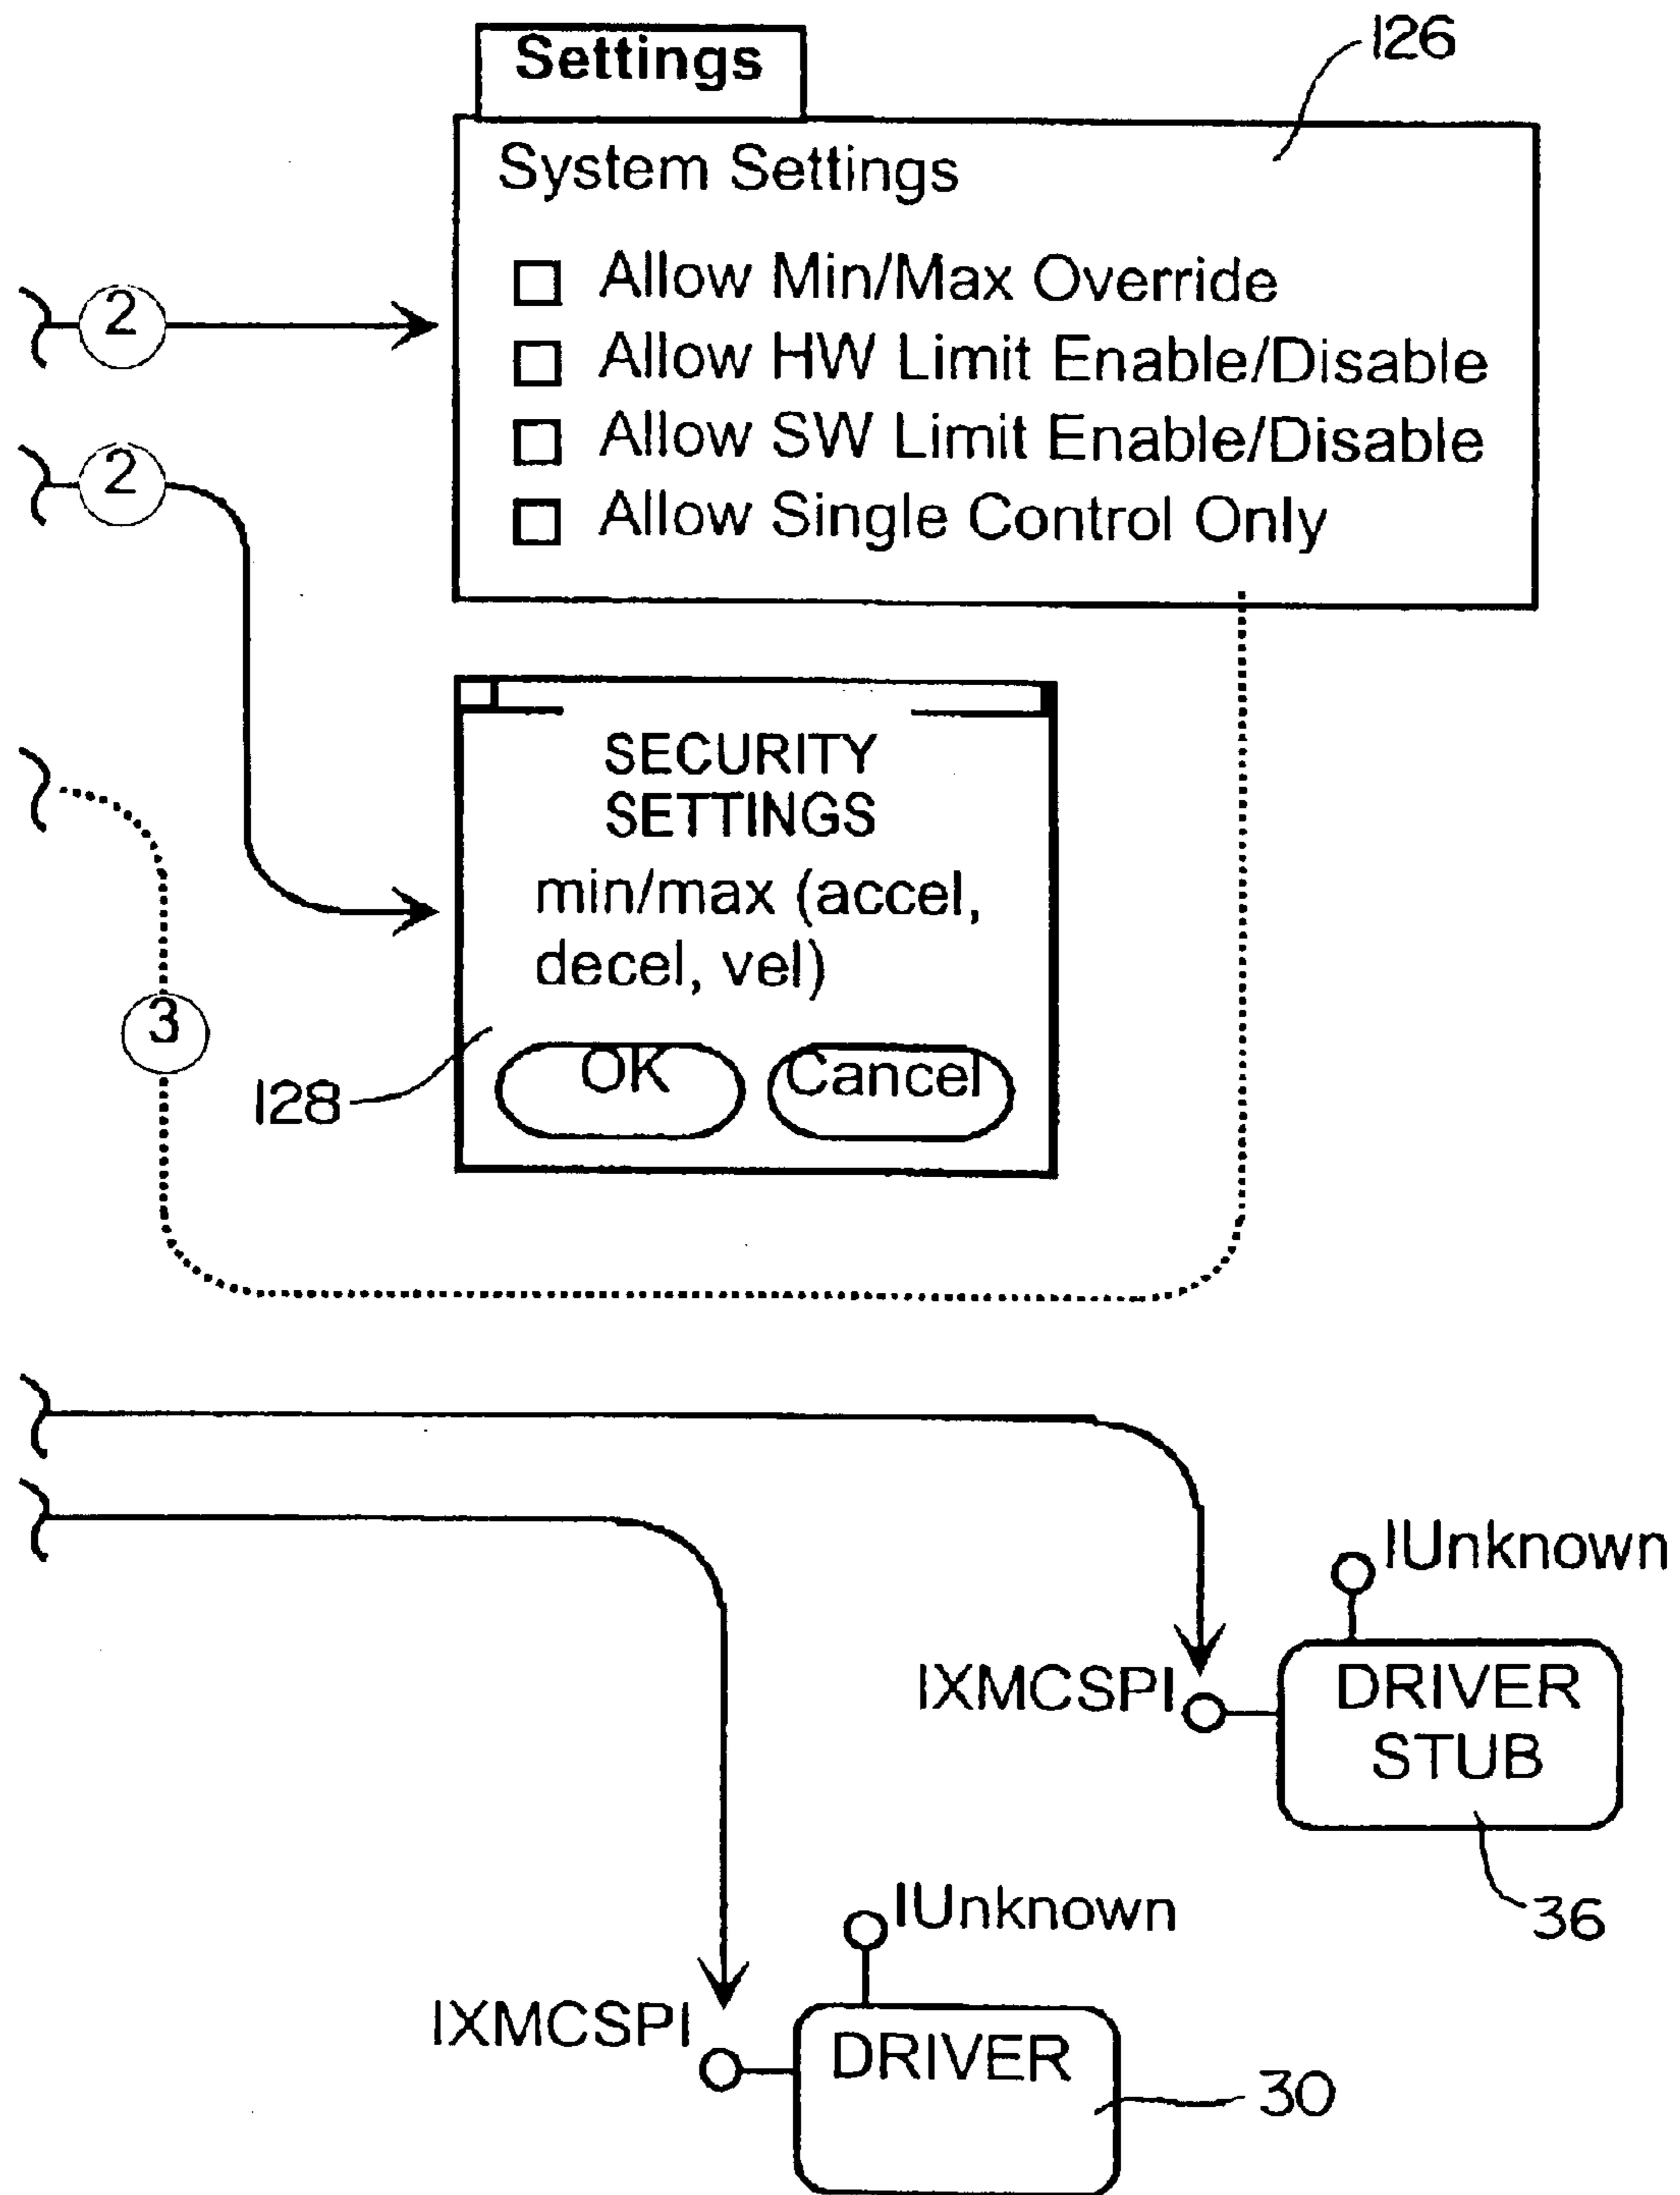 126
Settings
System Settings
Allow Min/Max Override
Allow HW Limit Enable/Disable
Allow SW Limit Enable/Disable
Allow Single Control Only
2
2
SECURITY
SETTINGS
min/max (accel,
decel, vel)
OK
Cancel
3
128
IUnknown
IXMCSPI
DRIVER
STUB
36
IUnknown
IXMCSPI
DRIVER
30